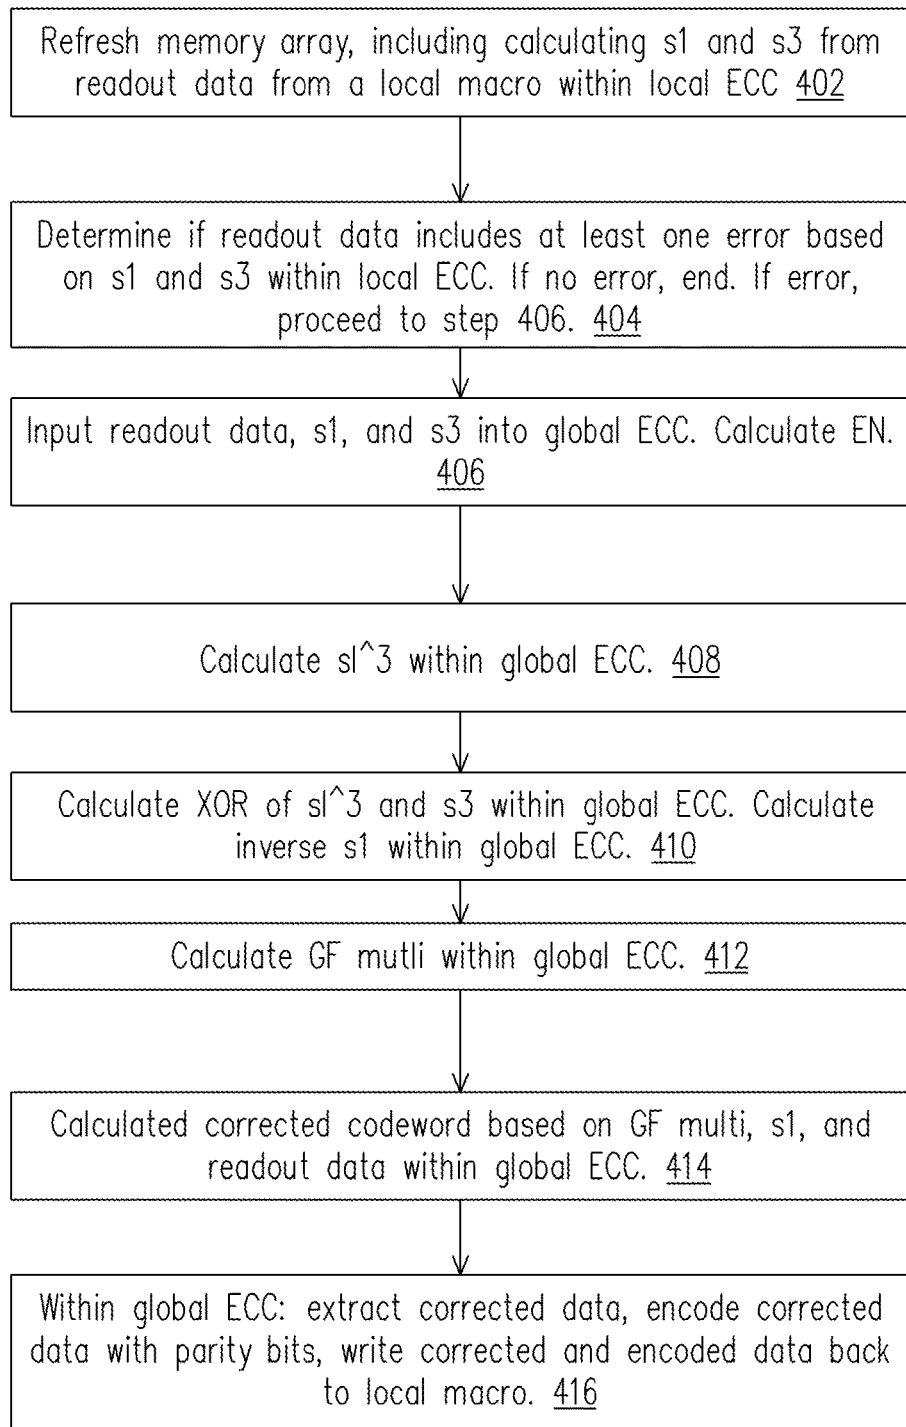 Refresh memory array, including calculating s1 and s3 from
readout data from a local macro within local ECC 402
Determine if readout data includes at least one error based
on s1 and s3 within local ECC. If no error, end. If error,
proceed to step 406. 404
Input readout data, s1, and s3 into global ECC. Calculate EN.
406
Calculate sl^3 within global ECC. 408
Calculate XOR of sl^3 and s3 within global ECC. Calculate
inverse s1 within global ECC. 410
Calculate GF mutli within global ECC. 412
Calculated corrected codeword based on GF multi, s1, and
readout data within global ECC. 414
Within global ECC: extract corrected data, encode corrected
data with parity bits, write corrected and encoded data back
to local macro. 416